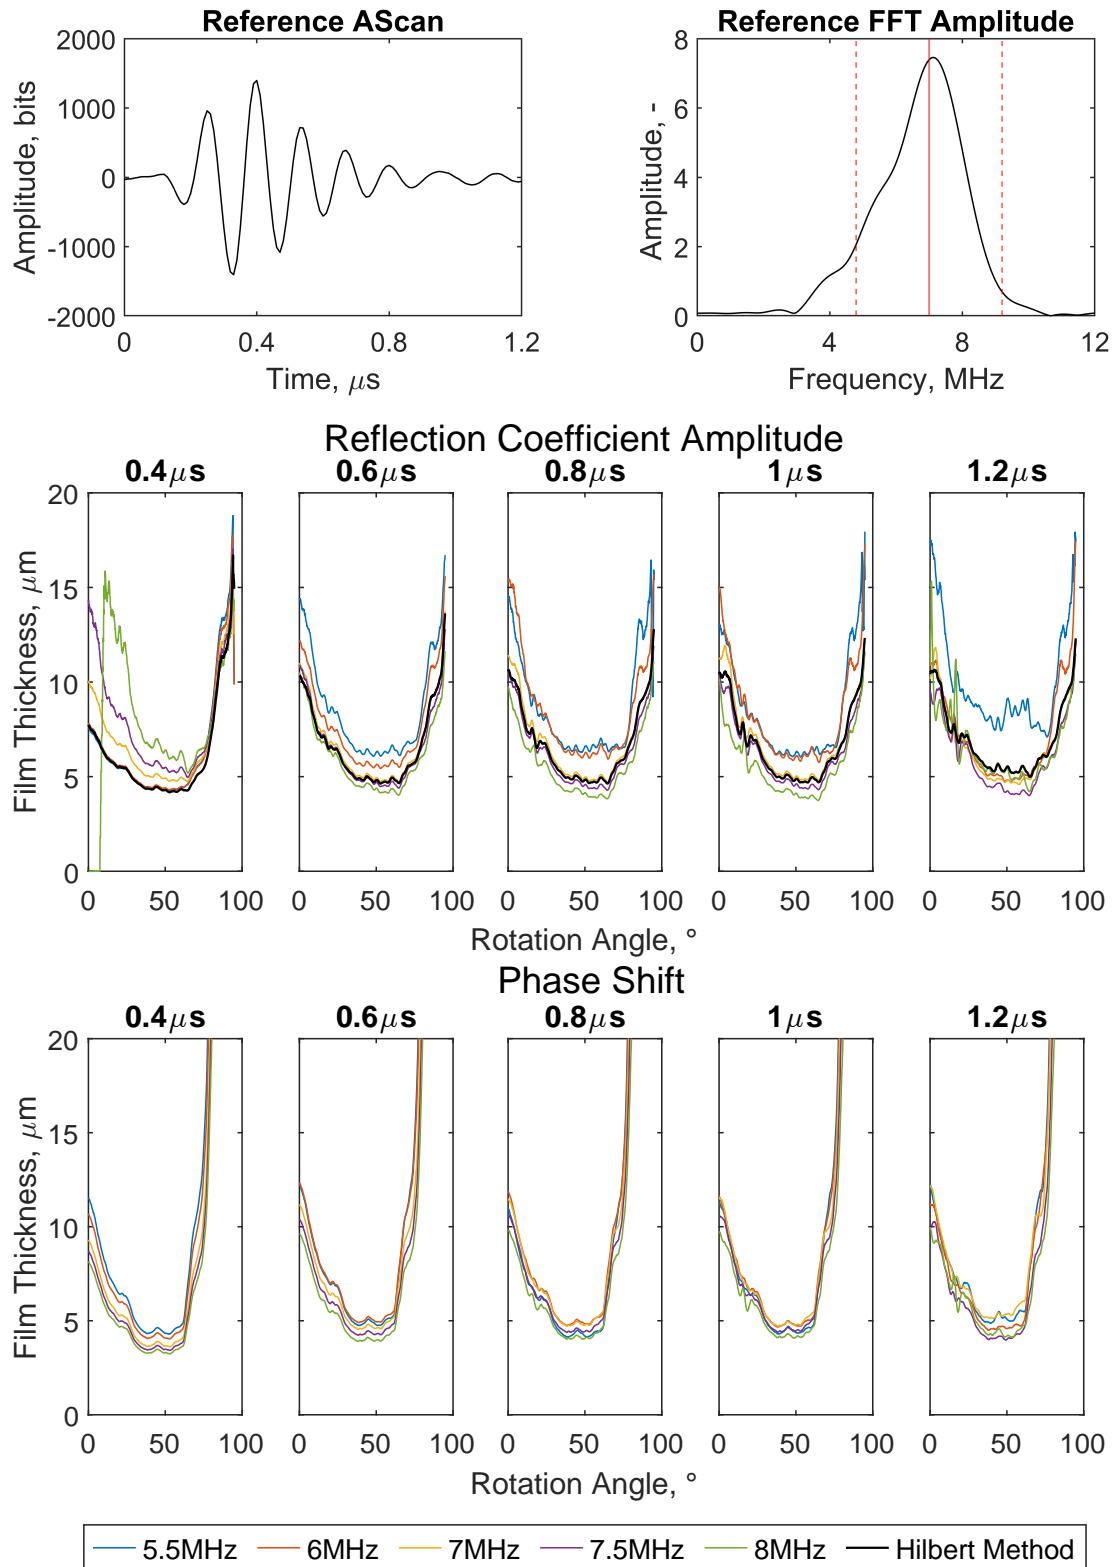 Reference AScan
Reference FFT Amplitude
2000
1000
0
-1000
-2000
Amplitude, bits
0 0.4 0.8 1.2
Time, μs
8
6
4
2
0
Amplitude, -
0 4 8 12
Frequency, MHz
Reflection Coefficient Amplitude
0.4μs 0.6μs 0.8μs 1μs 1.2μs
20
15
10
5
0
Film Thickness, μm
0 50 100 0 50 100 0 50 100 0 50 100 0 50 100
Rotation Angle, °
Phase Shift
0.4μs 0.6μs 0.8μs 1μs 1.2μs
20
15
10
5
0
Film Thickness, μm
0 50 100 0 50 100 0 50 100 0 50 100 0 50 100
Rotation Angle, °
5.5MHz 6MHz 7MHz 7.5MHz 8MHz Hilbert Method